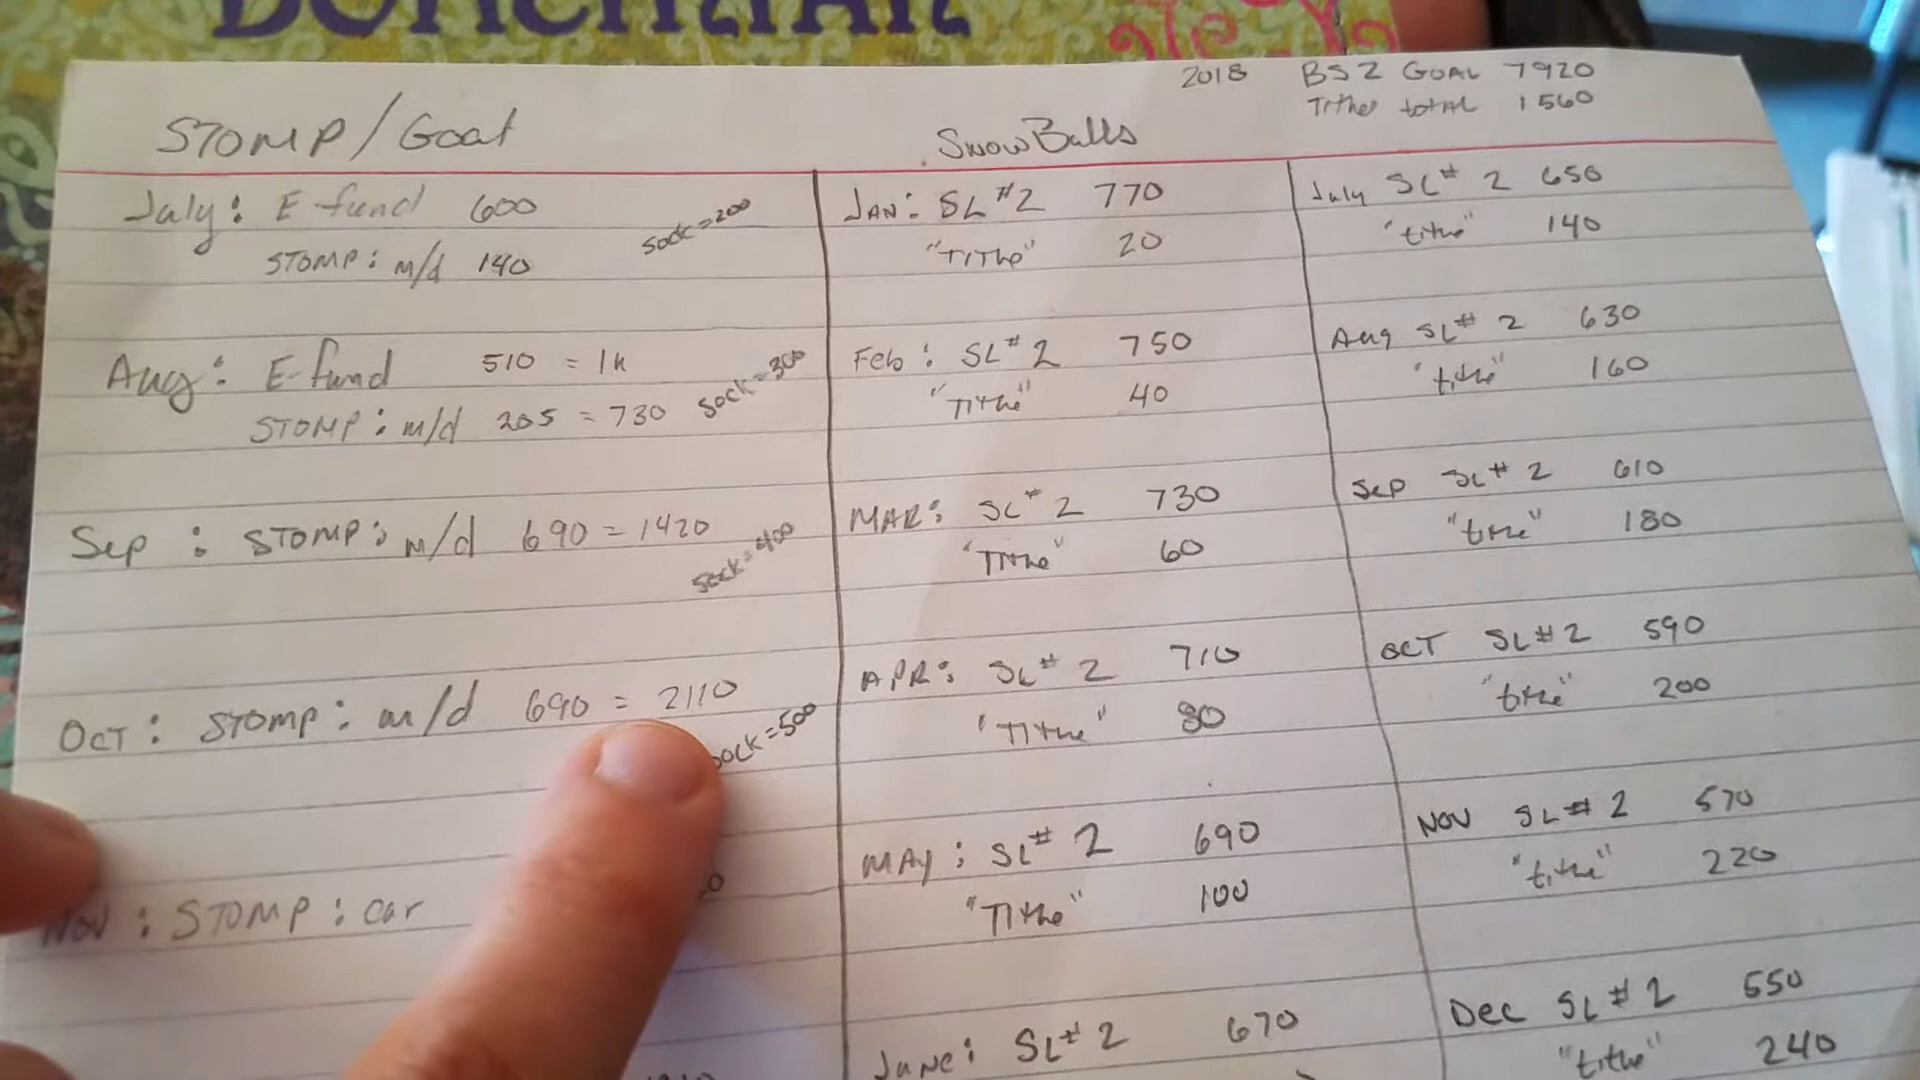 BOHEMIAN
2018 BS2 GOAL 7920
Tithes total 1560
STOMP/Goal
SnowBalls
July: E-fund 600
STOMP: m/d 140
sock=200
Aug: E-fund 510 = 1k
STOMP: m/d 205 = 730
sock=300
Sep : STOMP: m/d 690 = 1420
sock=400
OCT : STOMP: m/d 690 = 2110
sock=500
NOV : STOMP: car
JAN: SL #2 770
"TiThe" 20
Feb : SL #2 750
"TiThe" 40
MAR: SL #2 730
"Tithe" 60
APR: SL #2 710
"Tithe" 80
MAY : SL #2 690
"Tithe" 100
June: SL #2 670
July SL #2 650
"tithe" 140
Aug SL #2 630
"tithe" 160
Sep SL #2 610
"tithe" 180
OCT SL #2 590
"tithe" 200
NOV SL #2 570
"tithe" 220
Dec SL #2 550
"tithe" 240